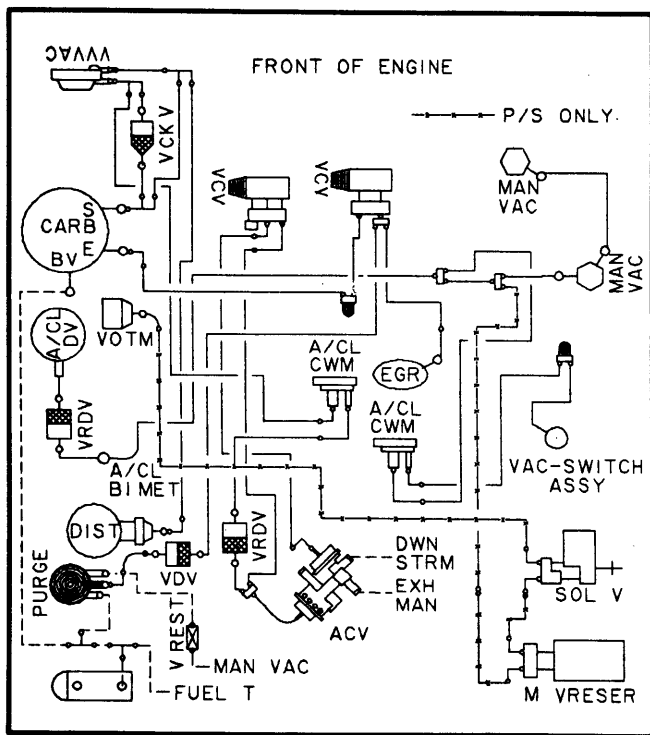 VVVAC
FRONT OF ENGINE
P/S ONLY
VCKV
VCV
VCV
MAN
VAC
S
CARB
E
BV
MAN
VAC
VOTM
A/CL
DV
A/CL
CWM
EGR
A/CL
CWM
VRDV
A/CL
BIMET
VAC-SWITCH
ASSY
DIST
VRDV
DWN
STRM
EXH
MAN
VDV
PURGE
SOL V
ACV
V REST
MAN VAC
M VRESER
FUEL T